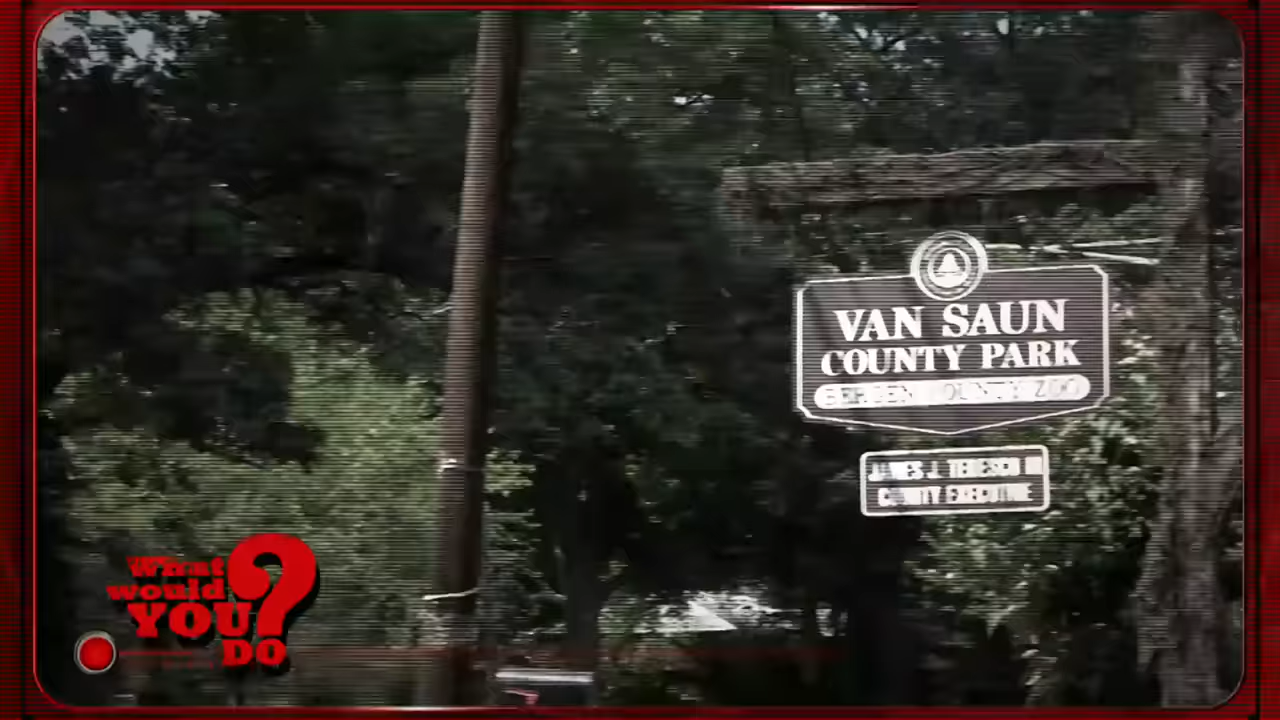 VAN SAUN
COUNTY PARK
BERGEN COUNTY ZOO
JAMES J. TEDESCO III
COUNTY EXECUTIVE
What
would
YOU
DO?